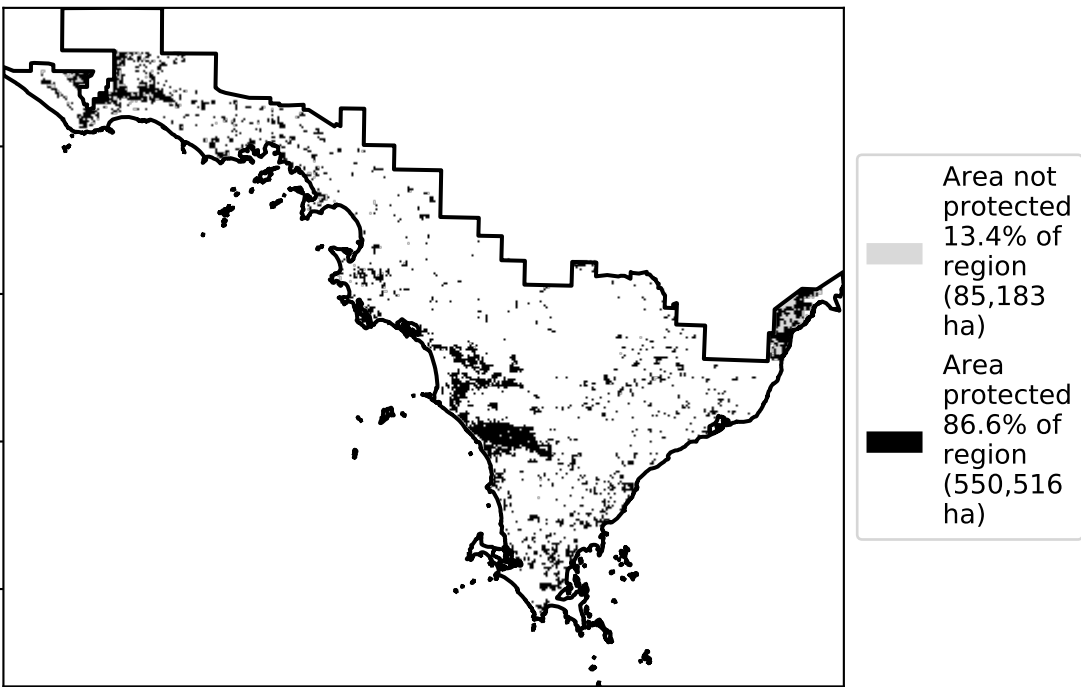 Area not
protected
13.4% of
region
(85,183
ha)
Area
protected
86.6% of
region
(550,516
ha)